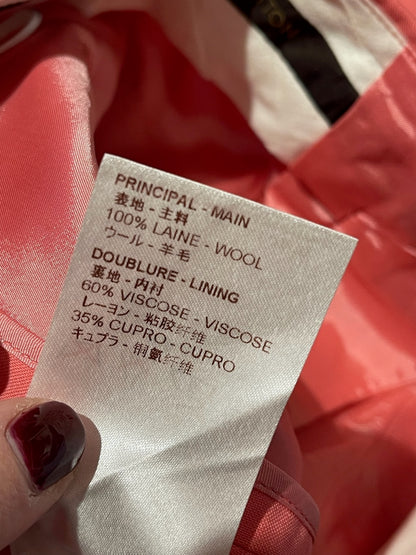 TTON
PRINCIPAL - MAIN
表地 - 主料
100% LAINE - WOOL
ウール - 羊毛
DOUBLURE - LINING
裏地 - 内衬
60% VISCOSE - VISCOSE
レーヨン - 粘胶纤维
35% CUPRO - CUPRO
キュプラ - 铜氨纤维